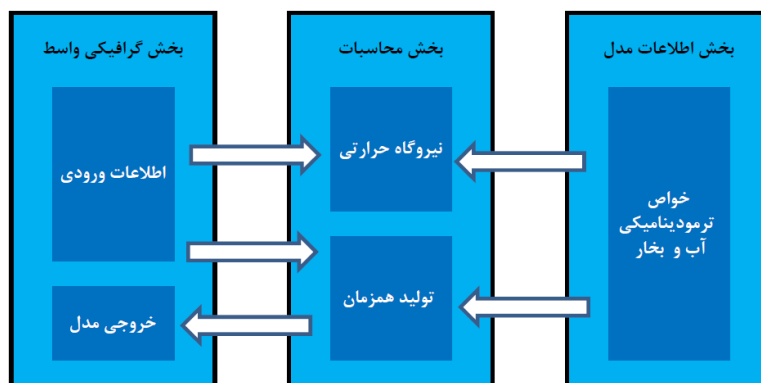 بخش اطلاعات مدل
خواص
ترمودینامیکی
آب و بخار
بخش محاسبات
نیروگاه حرارتی
تولید همزمان
بخش گرافیکی واسط
اطلاعات ورودی
خروجی مدل